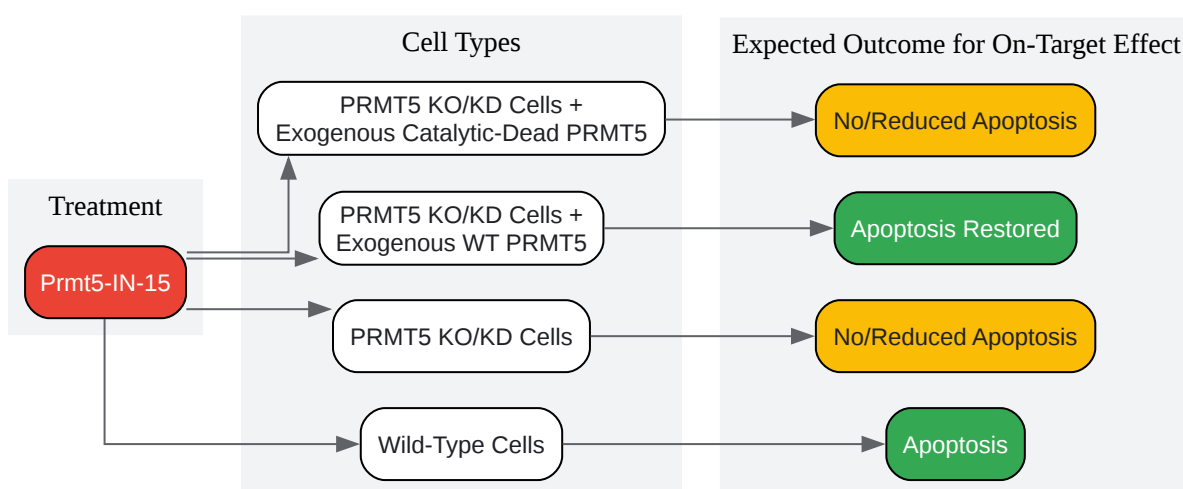 Cell Types
Expected Outcome for On-Target Effect
PRMT5 KO/KD Cells +
Exogenous Catalytic-Dead PRMT5
No/Reduced Apoptosis
Treatment
PRMT5 KO/KD Cells +
Exogenous WT PRMT5
Apoptosis Restored
Prmt5-IN-15
PRMT5 KO/KD Cells
No/Reduced Apoptosis
Wild-Type Cells
Apoptosis